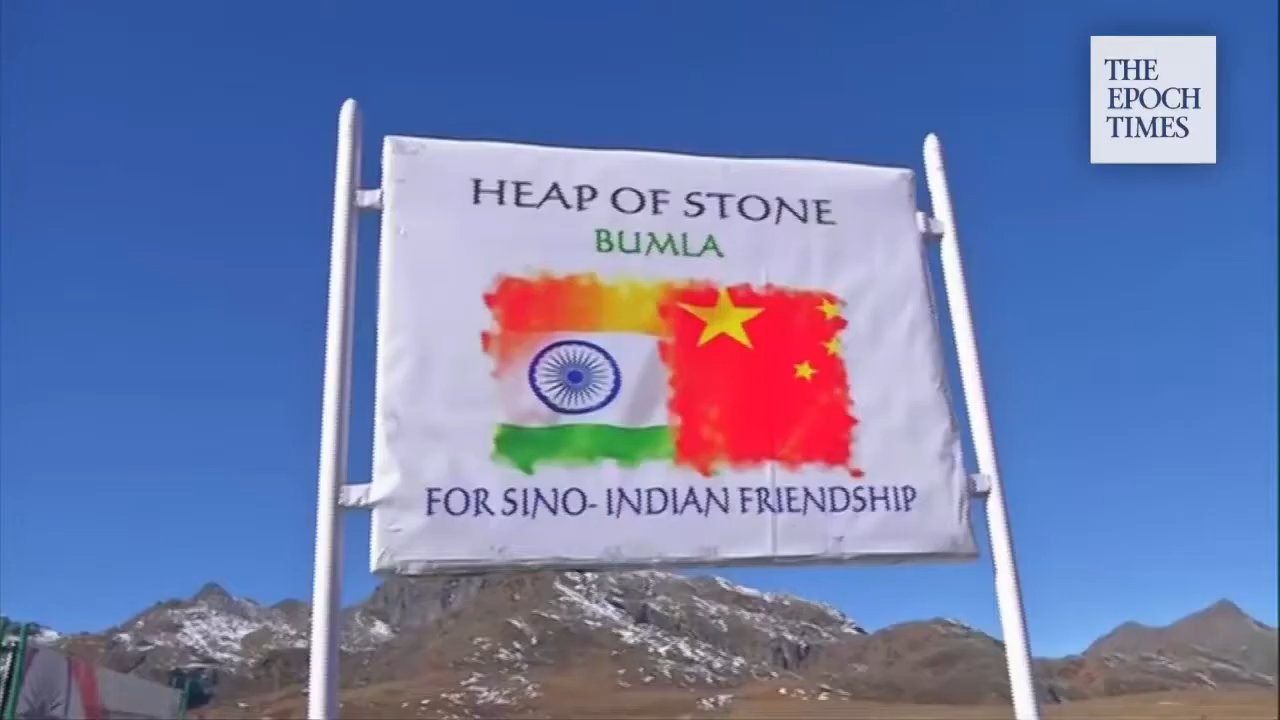 THE
EPOCH
TIMES
HEAP OF STONE
BUMLA
FOR SINO- INDIAN FRIENDSHIP